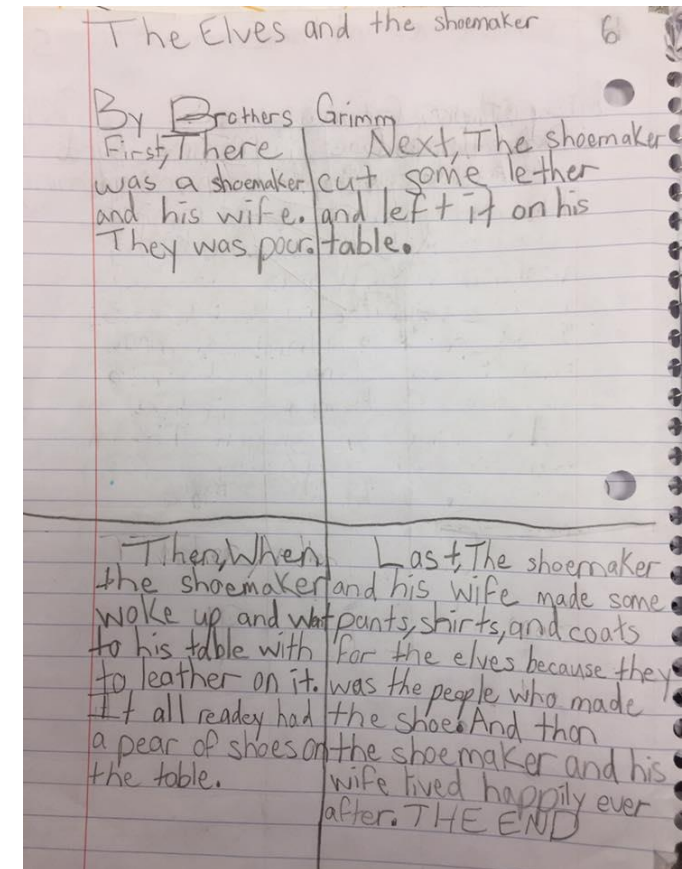 The Elves and the shoemaker 6
By Brothers Grimm
First, There
was a shoemaker
and his wife.
They was pour.
Next, The shoemaker
cut some lether
and left it on his
table.
Then, When
the shoemaker
woke up and wat
to his table with
to leather on it.
It all readey had
a pear of shoes on
the table.
Last, The shoemaker
and his wife made some
pants, shirts, and coats
for the elves because they
was the people who made
the shoe. And than
the shoemaker and his
wife lived happily ever
after. THE END